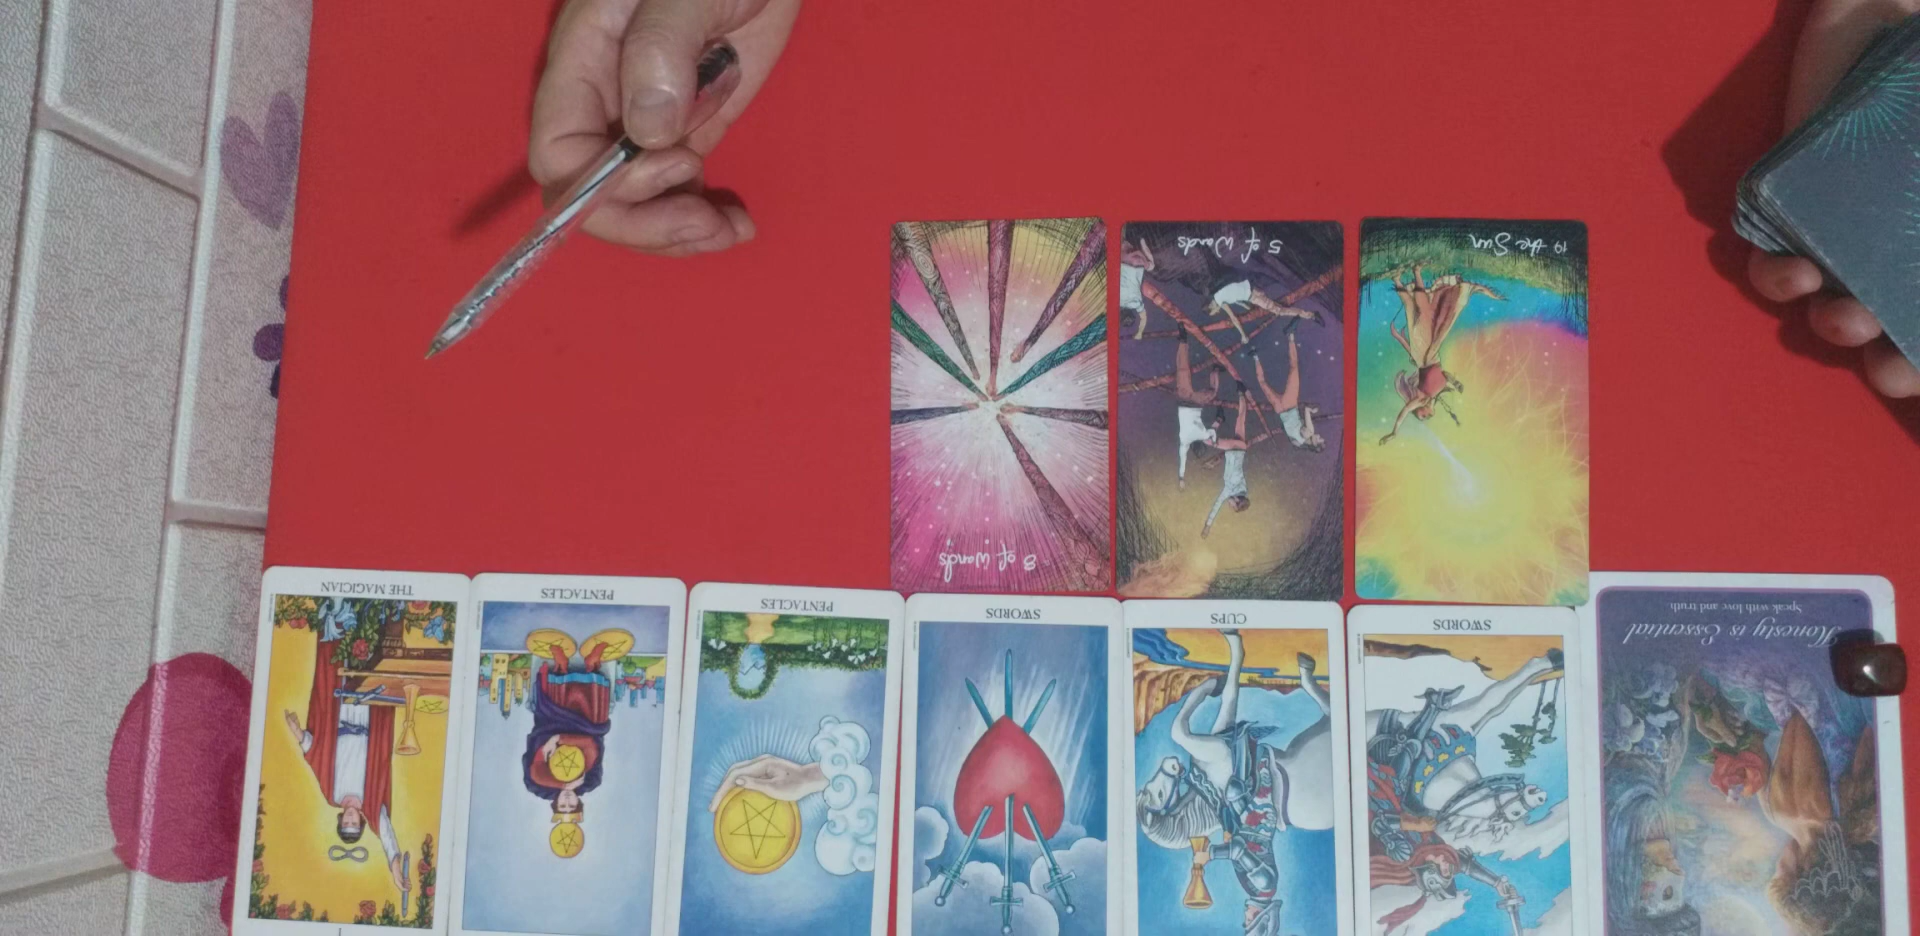 19 the Sun
5 of Wands
8 of wands
Honesty is Essential
Speak with love and truth
SWORDS
CUPS
SWORDS
PENTACLES
PENTACLES
THE MAGICIAN